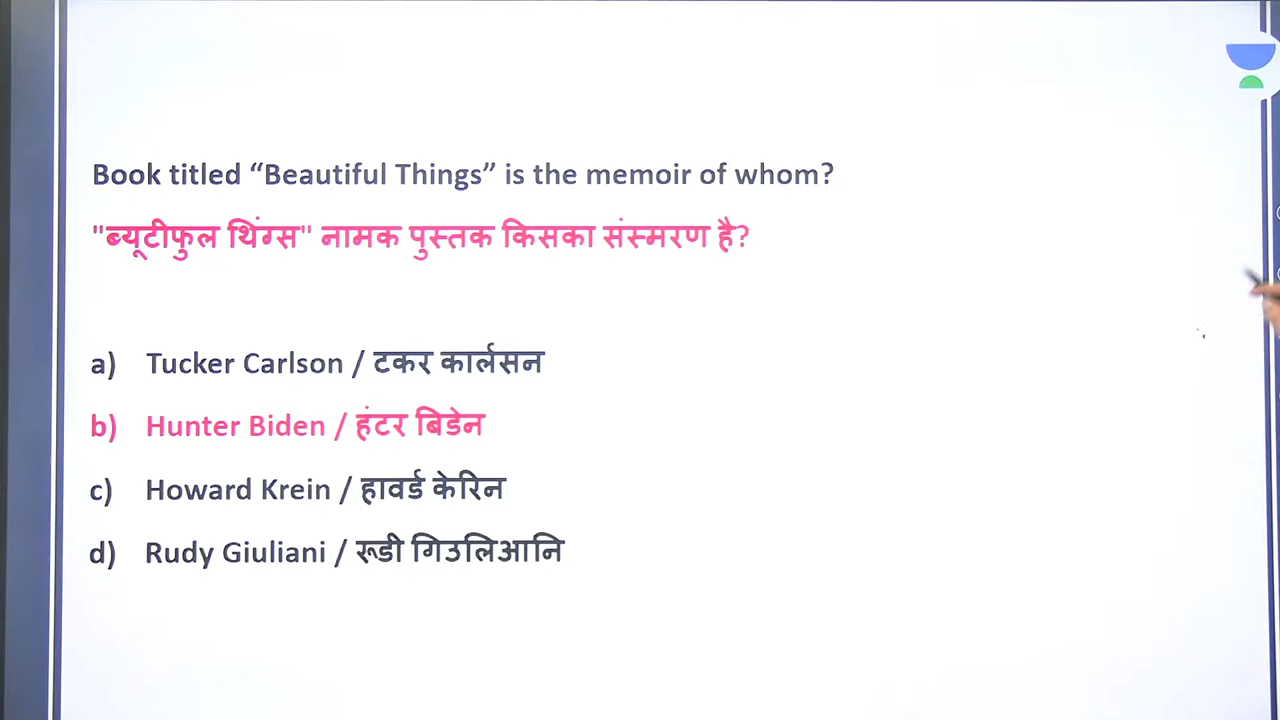 Book titled “Beautiful Things” is the memoir of whom?
"ब्यूटीफुल थिंग्स" नामक पुस्तक किसका संस्मरण है?
a) Tucker Carlson / टकर कार्लसन
b) Hunter Biden / हंटर बिडेन
c) Howard Krein / हावर्ड केरिन
d) Rudy Giuliani / रूडी गिउलिआनि